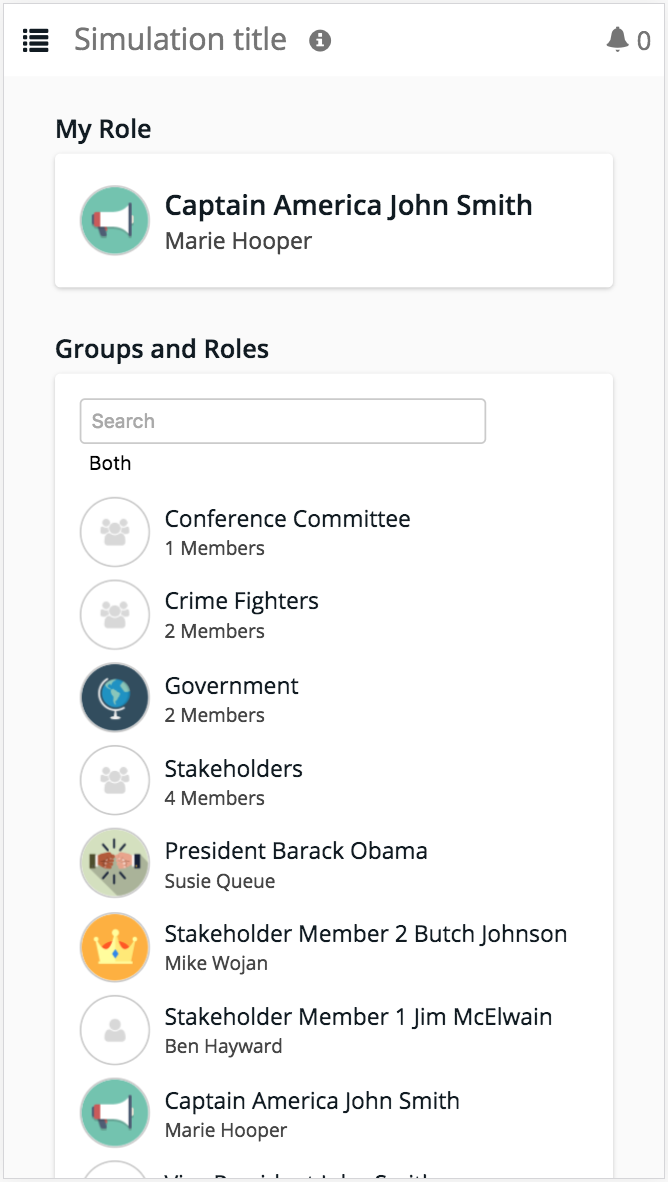 Simulation title
0
My Role
Captain America John Smith
Marie Hooper
Groups and Roles
Search
Both
Conference Committee
1 Members
Crime Fighters
2 Members
Government
2 Members
Stakeholders
4 Members
President Barack Obama
Susie Queue
Stakeholder Member 2 Butch Johnson
Mike Wojan
Stakeholder Member 1 Jim McElwain
Ben Hayward
Captain America John Smith
Marie Hooper